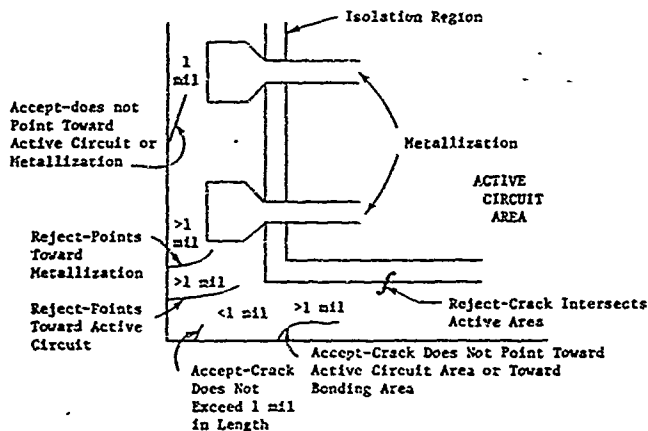 Isolation Region
1
mil
Accept-does not
Point Toward
Active Circuit or
Metallization
Metallization
ACTIVE
CIRCUIT
AREA
>1
mil
Reject-Points
Toward
Metallization
>1 mil
Reject-Points
Toward Active
Circuit
<1 mil
>1 mil
Reject-Crack Intersects
Active Area
Accept-Crack
Does Not
Exceed 1 mil
in Length
Accept-Crack Does Not Point Toward
Active Circuit Area or Toward
Bonding Area